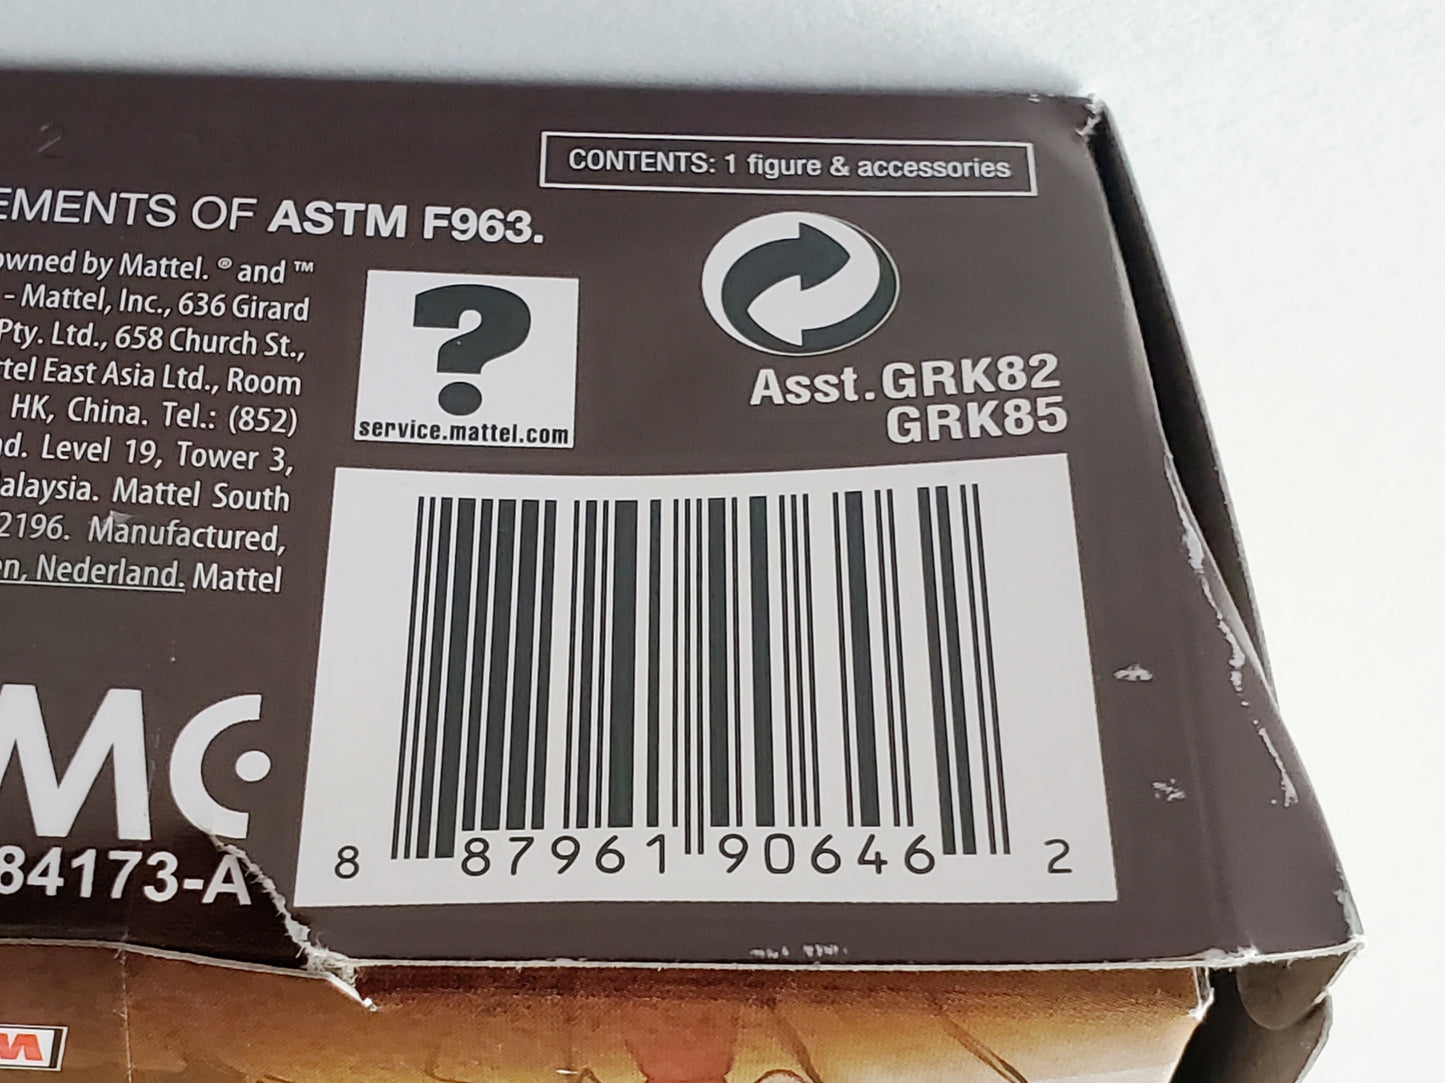 CONTENTS: 1 figure & accessories
EMENTS OF ASTM F963.
owned by Mattel. ® and ™
- Mattel, Inc., 636 Girard
Pty. Ltd., 658 Church St.,
ttel East Asia Ltd., Room
HK, China. Tel.: (852)
d. Level 19, Tower 3,
alaysia. Mattel South
2196. Manufactured,
en, Nederland. Mattel
?
service.mattel.com
Asst.GRK82
GRK85
MC
84173-A
8 87961 90646 2